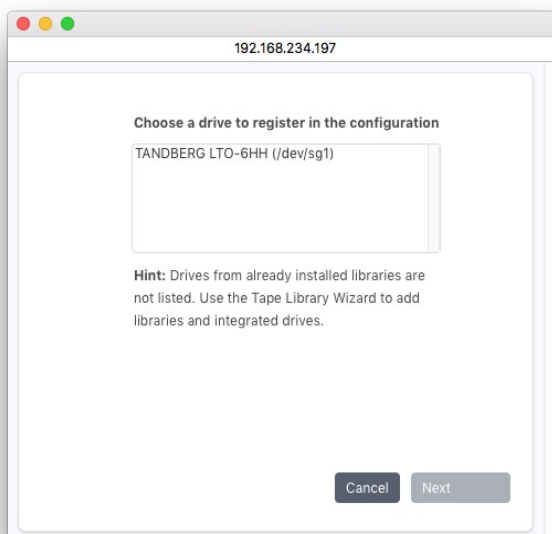 192.168.234.197
Choose a drive to register in the configuration
TANDBERG LTO-6HH (/dev/sg1)
Hint: Drives from already installed libraries are
not listed. Use the Tape Library Wizard to add
libraries and integrated drives.
Cancel
Next